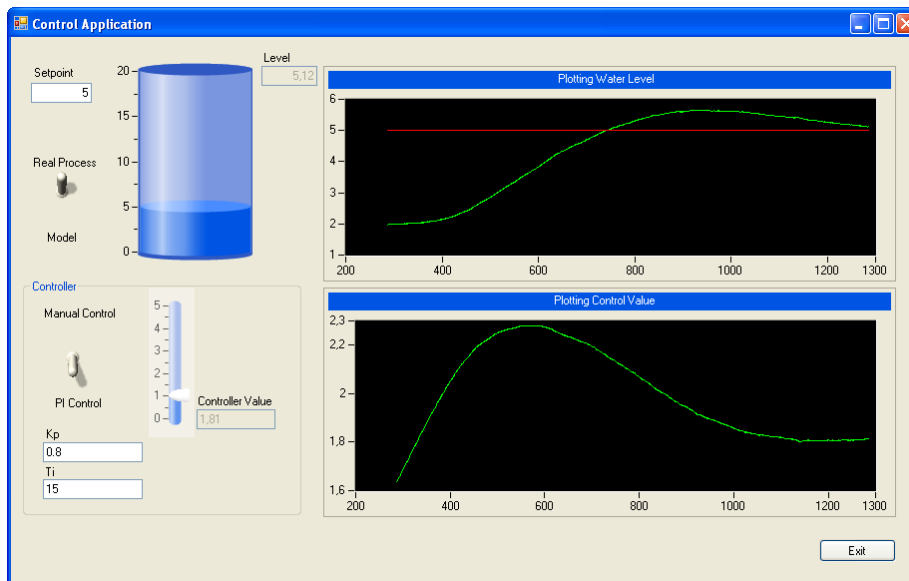 Control Application
Setpoint
5
Level
5,12
20
15
10
5
0
Real Process
Model
Plotting Water Level
6
5
4
3
2
1
200 400 600 800 1000 1200 1300
Controller
Manual Control
PI Control
5
4
3
2
1
0
Controller Value
1,81
Kp
0.8
Ti
15
Plotting Control Value
2,3
2,2
2
1,8
1,6
200 400 600 800 1000 1200 1300
Exit